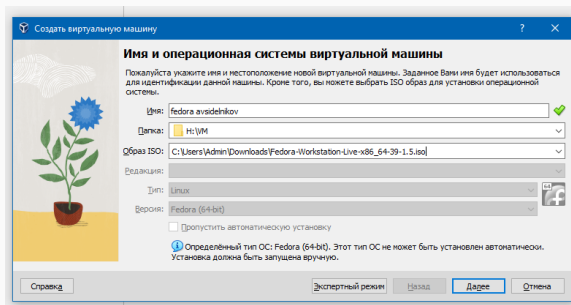 Создать виртуальную машину
?
Имя и операционная системы виртуальной машины
Пожалуйста укажите имя и местоположение новой виртуальной машины. Заданное Вами имя будет использоваться
для идентификации данной машины. Кроме того, вы можете выбрать ISO образ для установки операционной
системы.
Имя: fedora avsidelnikov
Папка: H:\VM
Образ ISO: C:\Users\Admin\Downloads\Fedora-Workstation-Live-x86_64-39-1.5.iso
Редакция:
Тип: Linux
64
Версия: Fedora (64-bit)
Пропустить автоматическую установку
Определённый тип ОС: Fedora (64-bit). Этот тип ОС не может быть установлен автоматически.
Установка должна быть запущена вручную.
Справка Экспертный режим Назад Далее Отмена